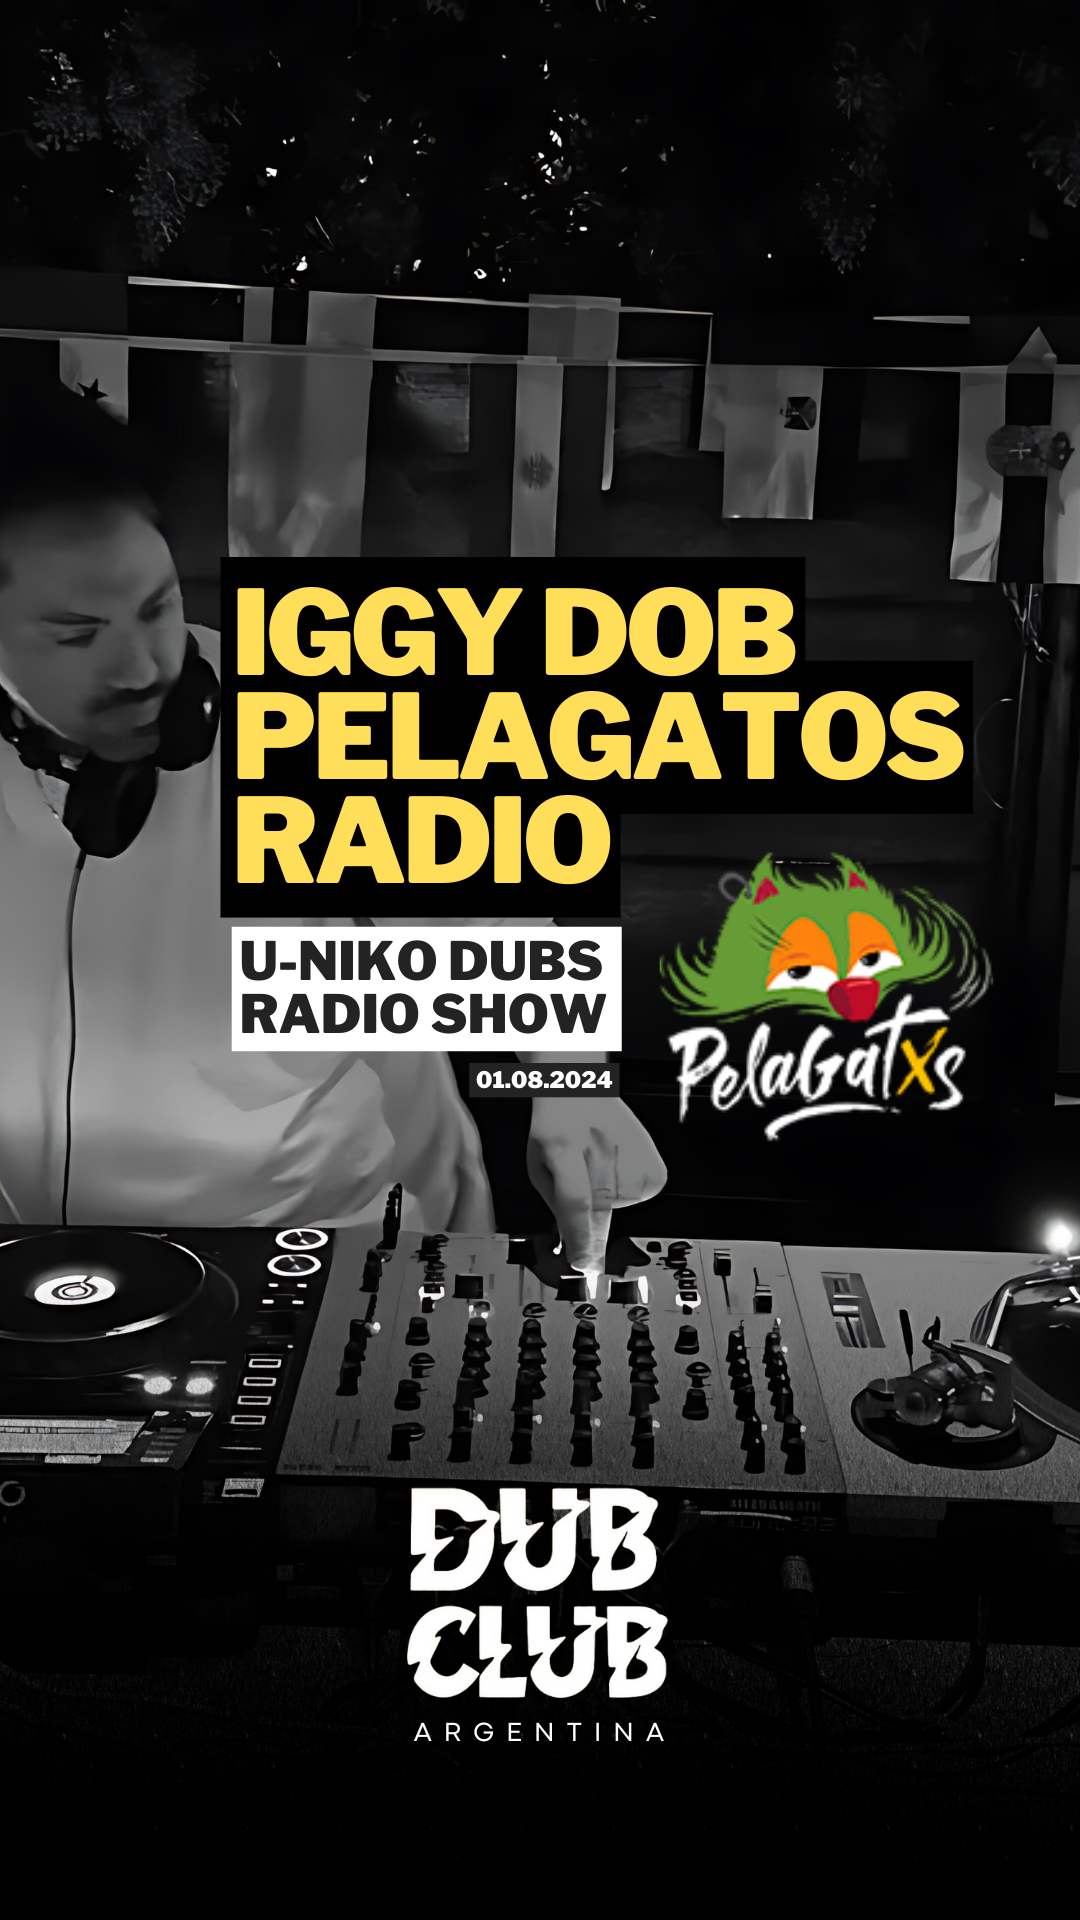 IGGY DOB
PELAGATOS
RADIO
U-NIKO DUBS
RADIO SHOW
01.08.2024
PelaGatxs
DUB
CLUB
ARGENTINA